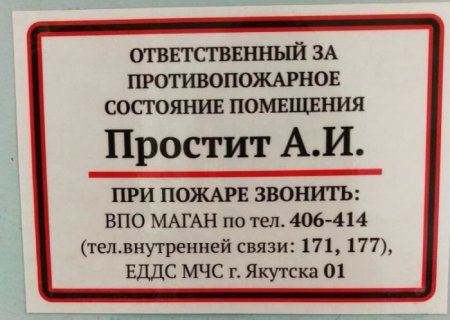 ОТВЕТСТВЕННЫЙ ЗА
ПРОТИВОПОЖАРНОЕ
СОСТОЯНИЕ ПОМЕЩЕНИЯ
Простит А.И.
ПРИ ПОЖАРЕ ЗВОНИТЬ:
ВПО МАГАН по тел. 406-414
(тел.внутренней связи: 171, 177),
ЕДДС МЧС г. Якутска 01